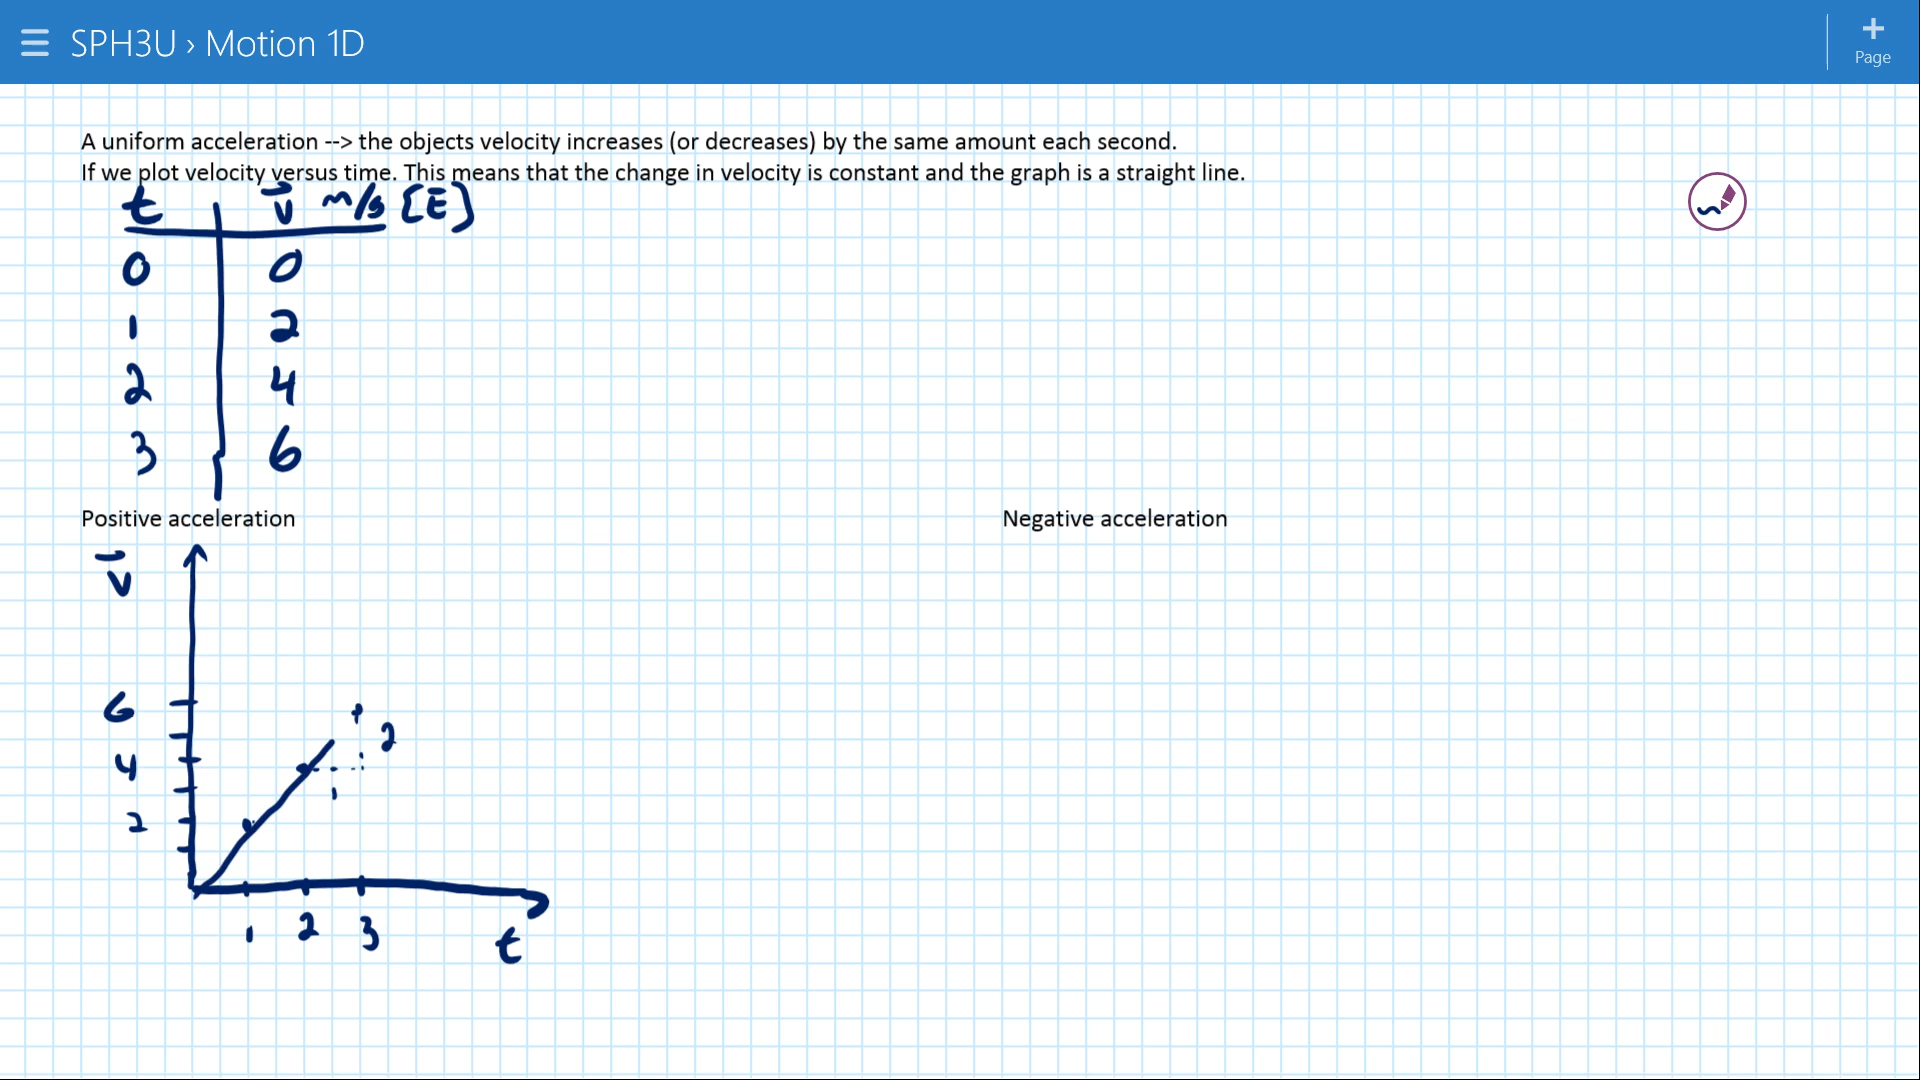 SPH3U › Motion 1D
+
Page
A uniform acceleration --> the objects velocity increases (or decreases) by the same amount each second.
If we plot velocity versus time. This means that the change in velocity is constant and the graph is a straight line.
t v⃗ m/s [E]
0 0
1 2
2 4
3 6
Positive acceleration
Negative acceleration
v⃗
6
2
4
1
2
1 2 3
t